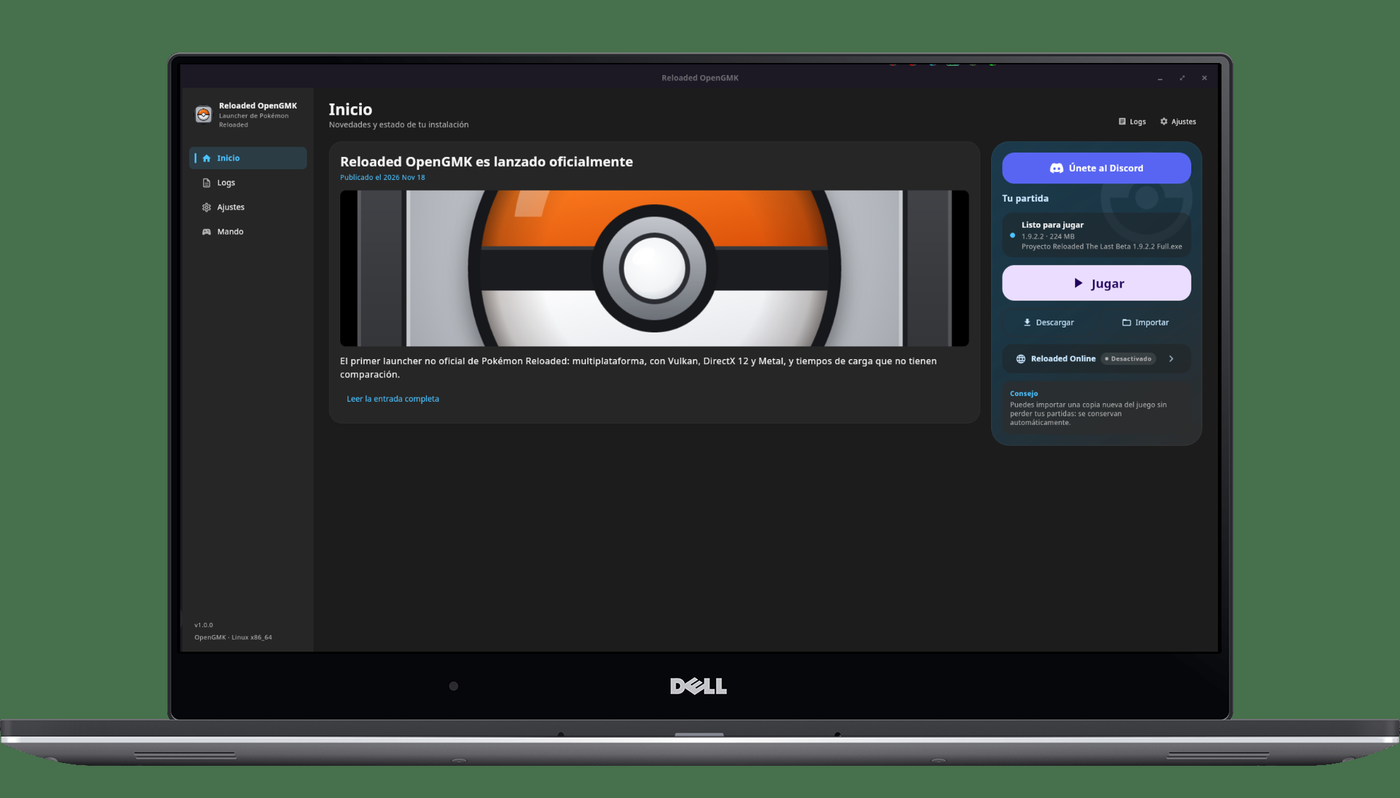 Reloaded OpenGMK
Reloaded OpenGMK
Launcher de Pokémon
Reloaded
Inicio
Logs
Ajustes
Mando
v1.0.0
OpenGMK - Linux x86_64
Inicio
Novedades y estado de tu instalación
Logs
Ajustes
Reloaded OpenGMK es lanzado oficialmente
Publicado el 2026 Nov 18
El primer launcher no oficial de Pokémon Reloaded: multiplataforma, con Vulkan, DirectX 12 y Metal, y tiempos de carga que no tienen
comparación.
Leer la entrada completa
Únete al Discord
Tu partida
Listo para jugar
1.9.2.2 · 224 MB
Proyecto Reloaded The Last Beta 1.9.2.2 Full.exe
Jugar
Descargar
Importar
Reloaded Online
Desactivado
Consejo
Puedes importar una copia nueva del juego sin
perder tus partidas: se conservan
automáticamente.
DELL